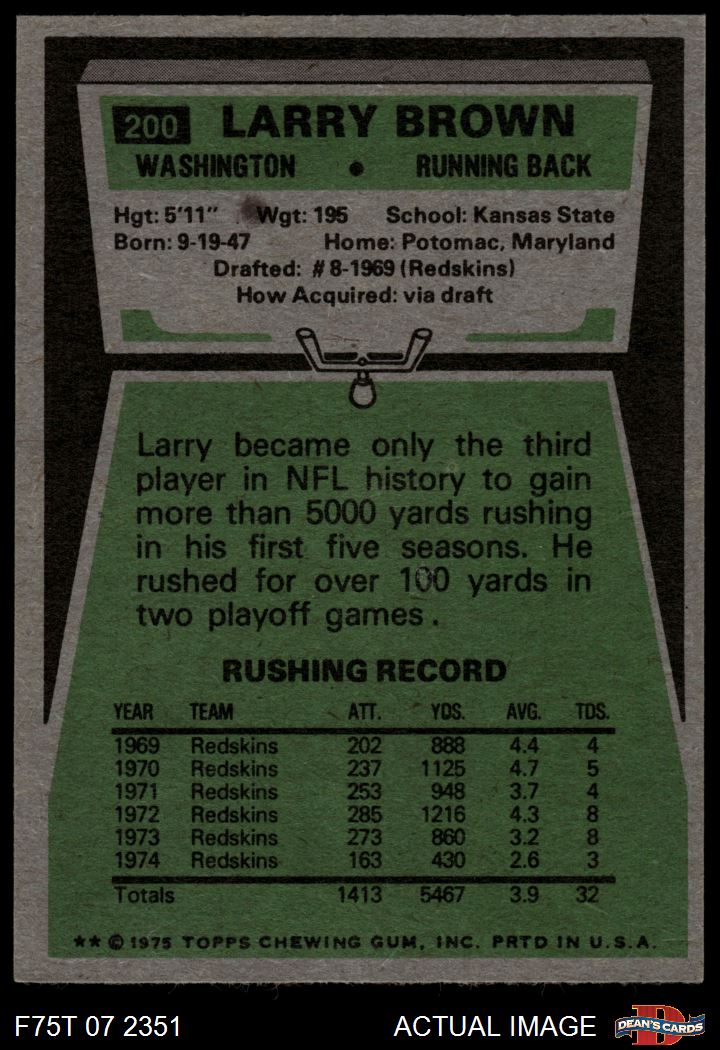 200 LARRY BROWN
WASHINGTON • RUNNING BACK
Hgt: 5'11" Wgt: 195 School: Kansas State
Born: 9-19-47 Home: Potomac, Maryland
Drafted: #8-1969 (Redskins)
How Acquired: via draft
Larry became only the third
player in NFL history to gain
more than 5000 yards rushing
in his first five seasons. He
rushed for over 100 yards in
two playoff games.
RUSHING RECORD
YEAR TEAM ATT. YDS. AVG. TDS.
1969 Redskins 202 888 4.4 4
1970 Redskins 237 1125 4.7 5
1971 Redskins 253 948 3.7 4
1972 Redskins 285 1216 4.3 8
1973 Redskins 273 860 3.2 8
1974 Redskins 163 430 2.6 3
Totals 1413 5467 3.9 32
** © 1975 TOPPS CHEWING GUM, INC. PRTD IN U.S.A.
F75T 07 2351 ACTUAL IMAGE D DEAN'S CARDS